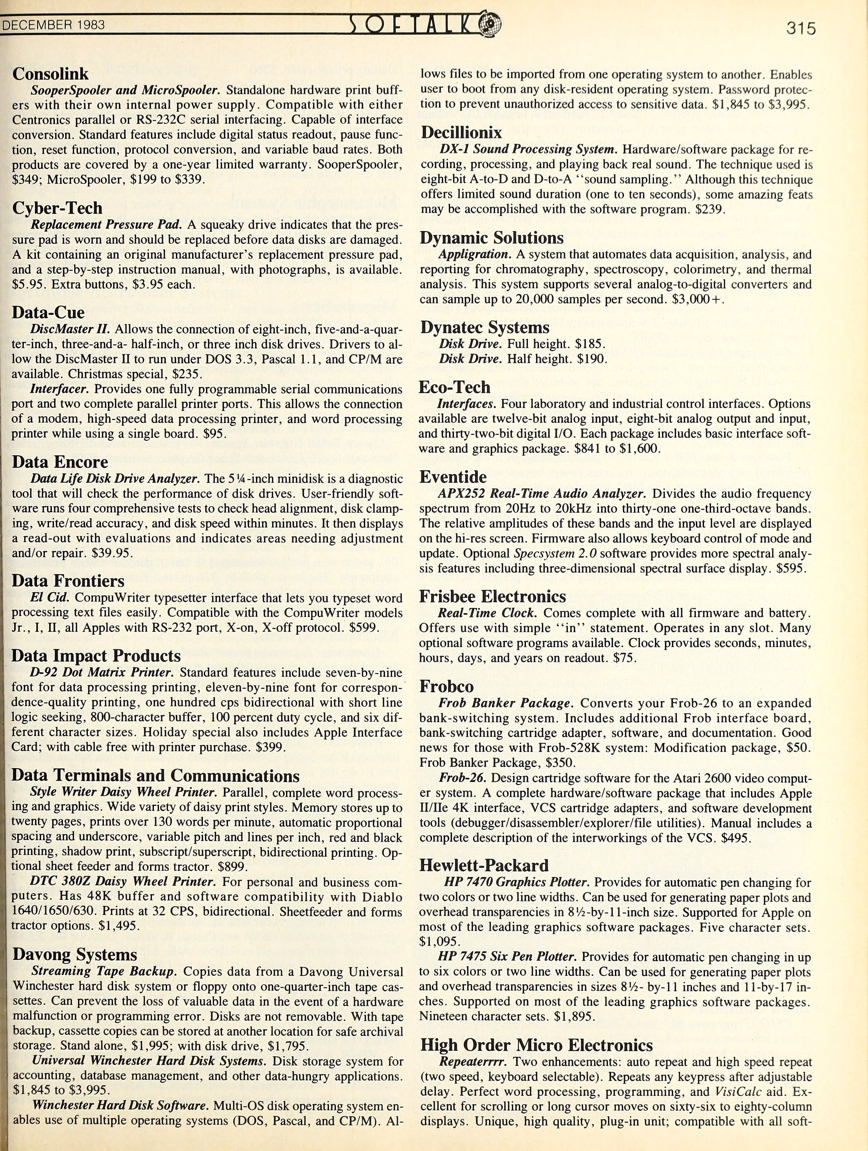 DECEMBER 1983
SOFTALK
315
Consolink
SooperSpooler and MicroSpooler. Standalone hardware print buff-
ers with their own internal power supply. Compatible with either
Centronics parallel or RS-232C serial interfacing. Capable of interface
conversion. Standard features include digital status readout, pause func-
tion, reset function, protocol conversion, and variable baud rates. Both
products are covered by a one-year limited warranty. SooperSpooler,
$349; MicroSpooler, $199 to $339.
Cyber-Tech
Replacement Pressure Pad. A squeaky drive indicates that the pres-
sure pad is worn and should be replaced before data disks are damaged.
A kit containing an original manufacturer's replacement pressure pad,
and a step-by-step instruction manual, with photographs, is available.
$5.95. Extra buttons, $3.95 each.
Data-Cue
DiscMaster II. Allows the connection of eight-inch, five-and-a-quar-
ter-inch, three-and-a- half-inch, or three inch disk drives. Drivers to al-
low the DiscMaster II to run under DOS 3.3, Pascal 1.1, and CP/M are
available. Christmas special, $235.
Interfacer. Provides one fully programmable serial communications
port and two complete parallel printer ports. This allows the connection
of a modem, high-speed data processing printer, and word processing
printer while using a single board. $95.
Data Encore
Data Life Disk Drive Analyzer. The 5¼-inch minidisk is a diagnostic
tool that will check the performance of disk drives. User-friendly soft-
ware runs four comprehensive tests to check head alignment, disk clamp-
ing, write/read accuracy, and disk speed within minutes. It then displays
a read-out with evaluations and indicates areas needing adjustment
and/or repair. $39.95.
Data Frontiers
El Cid. CompuWriter typesetter interface that lets you typeset word
processing text files easily. Compatible with the CompuWriter models
Jr., I, II, all Apples with RS-232 port, X-on, X-off protocol. $599.
Data Impact Products
D-92 Dot Matrix Printer. Standard features include seven-by-nine
font for data processing printing, eleven-by-nine font for correspon-
dence-quality printing, one hundred cps bidirectional with short line
logic seeking, 800-character buffer, 100 percent duty cycle, and six dif-
ferent character sizes. Holiday special also includes Apple Interface
Card; with cable free with printer purchase. $399.
Data Terminals and Communications
Style Writer Daisy Wheel Printer. Parallel, complete word process-
ing and graphics. Wide variety of daisy print styles. Memory stores up to
twenty pages, prints over 130 words per minute, automatic proportional
spacing and underscore, variable pitch and lines per inch, red and black
printing, shadow print, subscript/superscript, bidirectional printing. Op-
tional sheet feeder and forms tractor. $899.
DTC 380Z Daisy Wheel Printer. For personal and business com-
puters. Has 48K buffer and software compatibility with Diablo
1640/1650/630. Prints at 32 CPS, bidirectional. Sheetfeeder and forms
tractor options. $1,495.
Davong Systems
Streaming Tape Backup. Copies data from a Davong Universal
Winchester hard disk system or floppy onto one-quarter-inch tape cas-
settes. Can prevent the loss of valuable data in the event of a hardware
malfunction or programming error. Disks are not removable. With tape
backup, cassette copies can be stored at another location for safe archival
storage. Stand alone, $1,995; with disk drive, $1,795.
Universal Winchester Hard Disk Systems. Disk storage system for
accounting, database management, and other data-hungry applications.
$1,845 to $3,995.
Winchester Hard Disk Software. Multi-OS disk operating system en-
ables use of multiple operating systems (DOS, Pascal, and CP/M). Al-
lows files to be imported from one operating system to another. Enables
user to boot from any disk-resident operating system. Password protec-
tion to prevent unauthorized access to sensitive data. $1,845 to $3,995.
Decillionix
DX-1 Sound Processing System. Hardware/software package for re-
cording, processing, and playing back real sound. The technique used is
eight-bit A-to-D and D-to-A "sound sampling." Although this technique
offers limited sound duration (one to ten seconds), some amazing feats
may be accomplished with the software program. $239.
Dynamic Solutions
Appligration. A system that automates data acquisition, analysis, and
reporting for chromatography, spectroscopy, colorimetry, and thermal
analysis. This system supports several analog-to-digital converters and
can sample up to 20,000 samples per second. $3,000+.
Dynatec Systems
Disk Drive. Full height. $185.
Disk Drive. Half height. $190.
Eco-Tech
Interfaces. Four laboratory and industrial control interfaces. Options
available are twelve-bit analog input, eight-bit analog output and input,
and thirty-two-bit digital I/O. Each package includes basic interface soft-
ware and graphics package. $841 to $1,600.
Eventide
APX252 Real-Time Audio Analyzer. Divides the audio frequency
spectrum from 20Hz to 20kHz into thirty-one one-third-octave bands.
The relative amplitudes of these bands and the input level are displayed
on the hi-res screen. Firmware also allows keyboard control of mode and
update. Optional Specsystem 2.0 software provides more spectral analy-
sis features including three-dimensional spectral surface display. $595.
Frisbee Electronics
Real-Time Clock. Comes complete with all firmware and battery.
Offers use with simple "in" statement. Operates in any slot. Many
optional software programs available. Clock provides seconds, minutes,
hours, days, and years on readout. $75.
Frobco
Frob Banker Package. Converts your Frob-26 to an expanded
bank-switching system. Includes additional Frob interface board,
bank-switching cartridge adapter, software, and documentation. Good
news for those with Frob-528K system: Modification package, $50.
Frob Banker Package, $350.
Frob-26. Design cartridge software for the Atari 2600 video comput-
er system. A complete hardware/software package that includes Apple
II/IIe 4K interface, VCS cartridge adapters, and software development
tools (debugger/disassembler/explorer/file utilities). Manual includes a
complete description of the interworkings of the VCS. $495.
Hewlett-Packard
HP 7470 Graphics Plotter. Provides for automatic pen changing for
two colors or two line widths. Can be used for generating paper plots and
overhead transparencies in 8½-by-11-inch size. Supported for Apple on
most of the leading graphics software packages. Five character sets.
$1,095.
HP 7475 Six Pen Plotter. Provides for automatic pen changing in up
to six colors or two line widths. Can be used for generating paper plots
and overhead transparencies in sizes 8½- by-11 inches and 11-by-17 in-
ches. Supported on most of the leading graphics software packages.
Nineteen character sets. $1,895.
High Order Micro Electronics
Repeaterrrr. Two enhancements: auto repeat and high speed repeat
(two speed, keyboard selectable). Repeats any keypress after adjustable
delay. Perfect word processing, programming, and VisiCalc aid. Ex-
cellent for scrolling or long cursor moves on sixty-six to eighty-column
displays. Unique, high quality, plug-in unit; compatible with all soft-